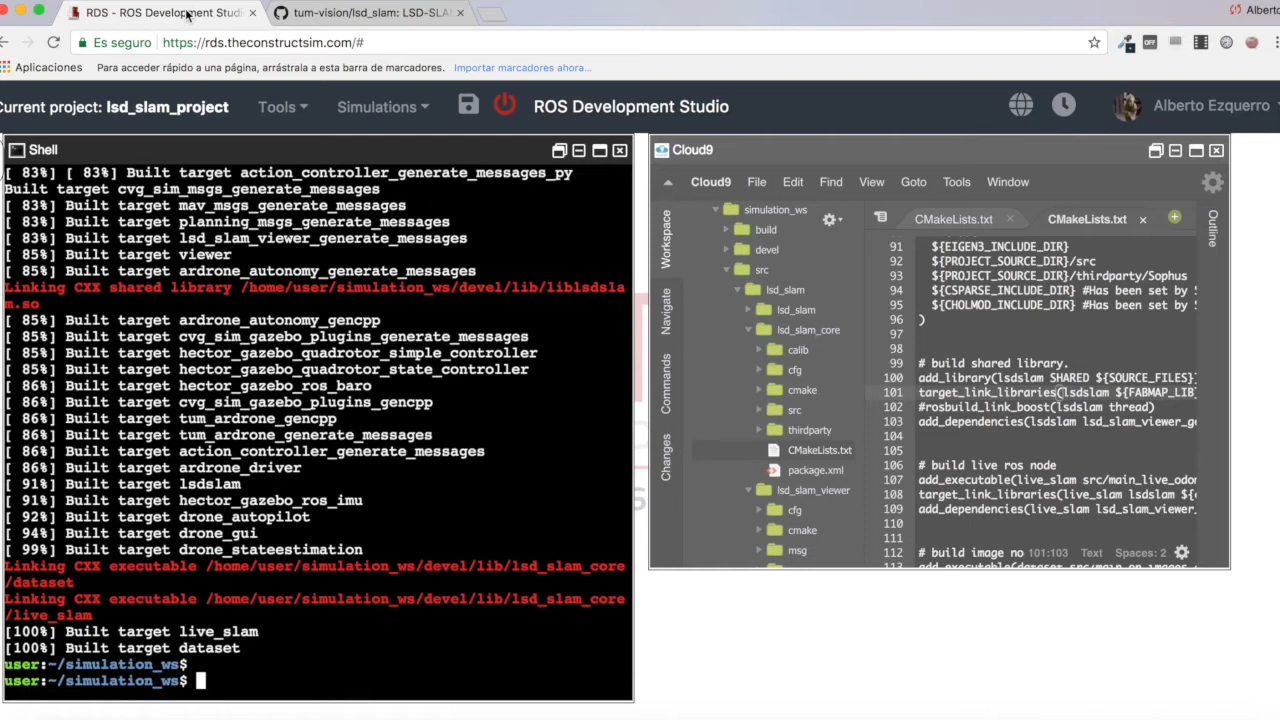 RDS - ROS Development Studi
tum-vision/lsd_slam: LSD-SLA
Alberto
Es seguro
https://rds.theconstructsim.com/#
OFF
Aplicaciones
Para acceder rápido a una página, arrástrala a esta barra de marcadores.
Importar marcadores ahora...
Current project: lsd_slam_project
Tools
Simulations
ROS Development Studio
Alberto Ezquerro
Shell
[ 83%] [ 83%] Built target action_controller_generate_messages_py
Built target cvg_sim_msgs_generate_messages
[ 83%] Built target mav_msgs_generate_messages
[ 83%] Built target planning_msgs_generate_messages
[ 83%] Built target lsd_slam_viewer_generate_messages
[ 85%] Built target viewer
[ 85%] Built target ardrone_autonomy_generate_messages
Linking CXX shared library /home/user/simulation_ws/devel/lib/liblsdsla
m.so
[ 85%] Built target ardrone_autonomy_gencpp
[ 85%] Built target cvg_sim_gazebo_plugins_generate_messages
[ 85%] Built target hector_gazebo_quadrotor_simple_controller
[ 85%] Built target hector_gazebo_quadrotor_state_controller
[ 86%] Built target hector_gazebo_ros_baro
[ 86%] Built target cvg_sim_gazebo_plugins_gencpp
[ 86%] Built target tum_ardrone_gencpp
[ 86%] Built target tum_ardrone_generate_messages
[ 86%] Built target action_controller_generate_messages
[ 86%] Built target ardrone_driver
[ 91%] Built target lsdslam
[ 91%] Built target hector_gazebo_ros_imu
[ 92%] Built target drone_autopilot
[ 94%] Built target drone_gui
[ 99%] Built target drone_stateestimation
Linking CXX executable /home/user/simulation_ws/devel/lib/lsd_slam_core
/dataset
Linking CXX executable /home/user/simulation_ws/devel/lib/lsd_slam_core
/live_slam
[100%] Built target live_slam
[100%] Built target dataset
user:~/simulation_ws$
user:~/simulation_ws$
Cloud9
Cloud9 File Edit Find View Goto Tools Window
Workspace
Navigate
Commands
Changes
simulation_ws
build
devel
src
lsd_slam
lsd_slam
lsd_slam_core
calib
cfg
cmake
src
thirdparty
CMakeLists.txt
package.xml
lsd_slam_viewer
cfg
cmake
msg
CMakeLists.txt
CMakeLists.txt
Outline
91 ${EIGEN3_INCLUDE_DIR}
92 ${PROJECT_SOURCE_DIR}/src
93 ${PROJECT_SOURCE_DIR}/thirdparty/Sophus
94 ${CSPARSE_INCLUDE_DIR} #Has been set by S
95 ${CHOLMOD_INCLUDE_DIR} #Has been set by S
96 )
97
98
99 # build shared library.
100 add_library(lsdslam SHARED ${SOURCE_FILES}
101 target_link_libraries(lsdslam ${FABMAP_LIB
102 #rosbuild_link_boost(lsdslam thread)
103 add_dependencies(lsdslam lsd_slam_viewer_ge
104
105
106 # build live ros node
107 add_executable(live_slam src/main_live_odom
108 target_link_libraries(live_slam lsdslam ${c
109 add_dependencies(live_slam lsd_slam_viewer_
110
111
112 # build image no
101:103 Text Spaces: 2